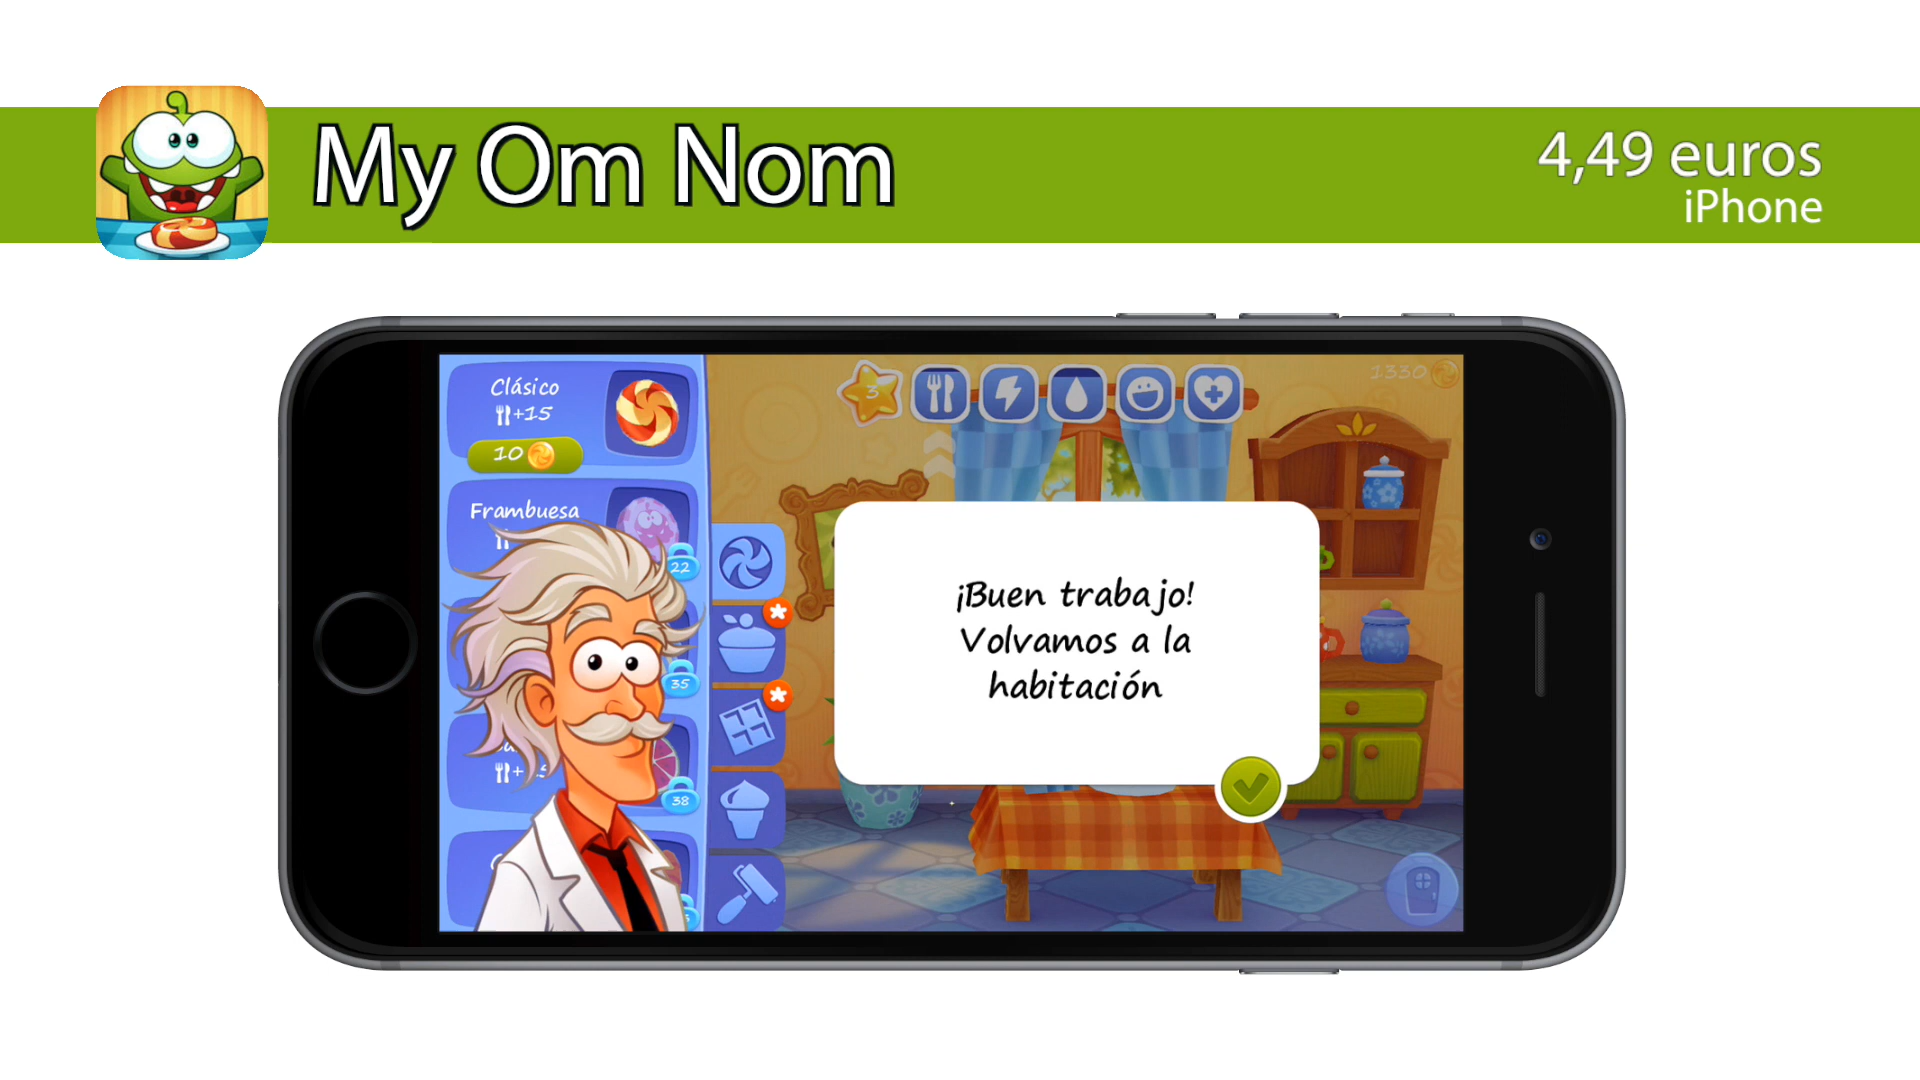 My Om Nom
4,49 euros
iPhone
Clásico
+15
10
Frambuesa
22
35
38
3
1330
¡Buen trabajo!
Volvamos a la
habitación